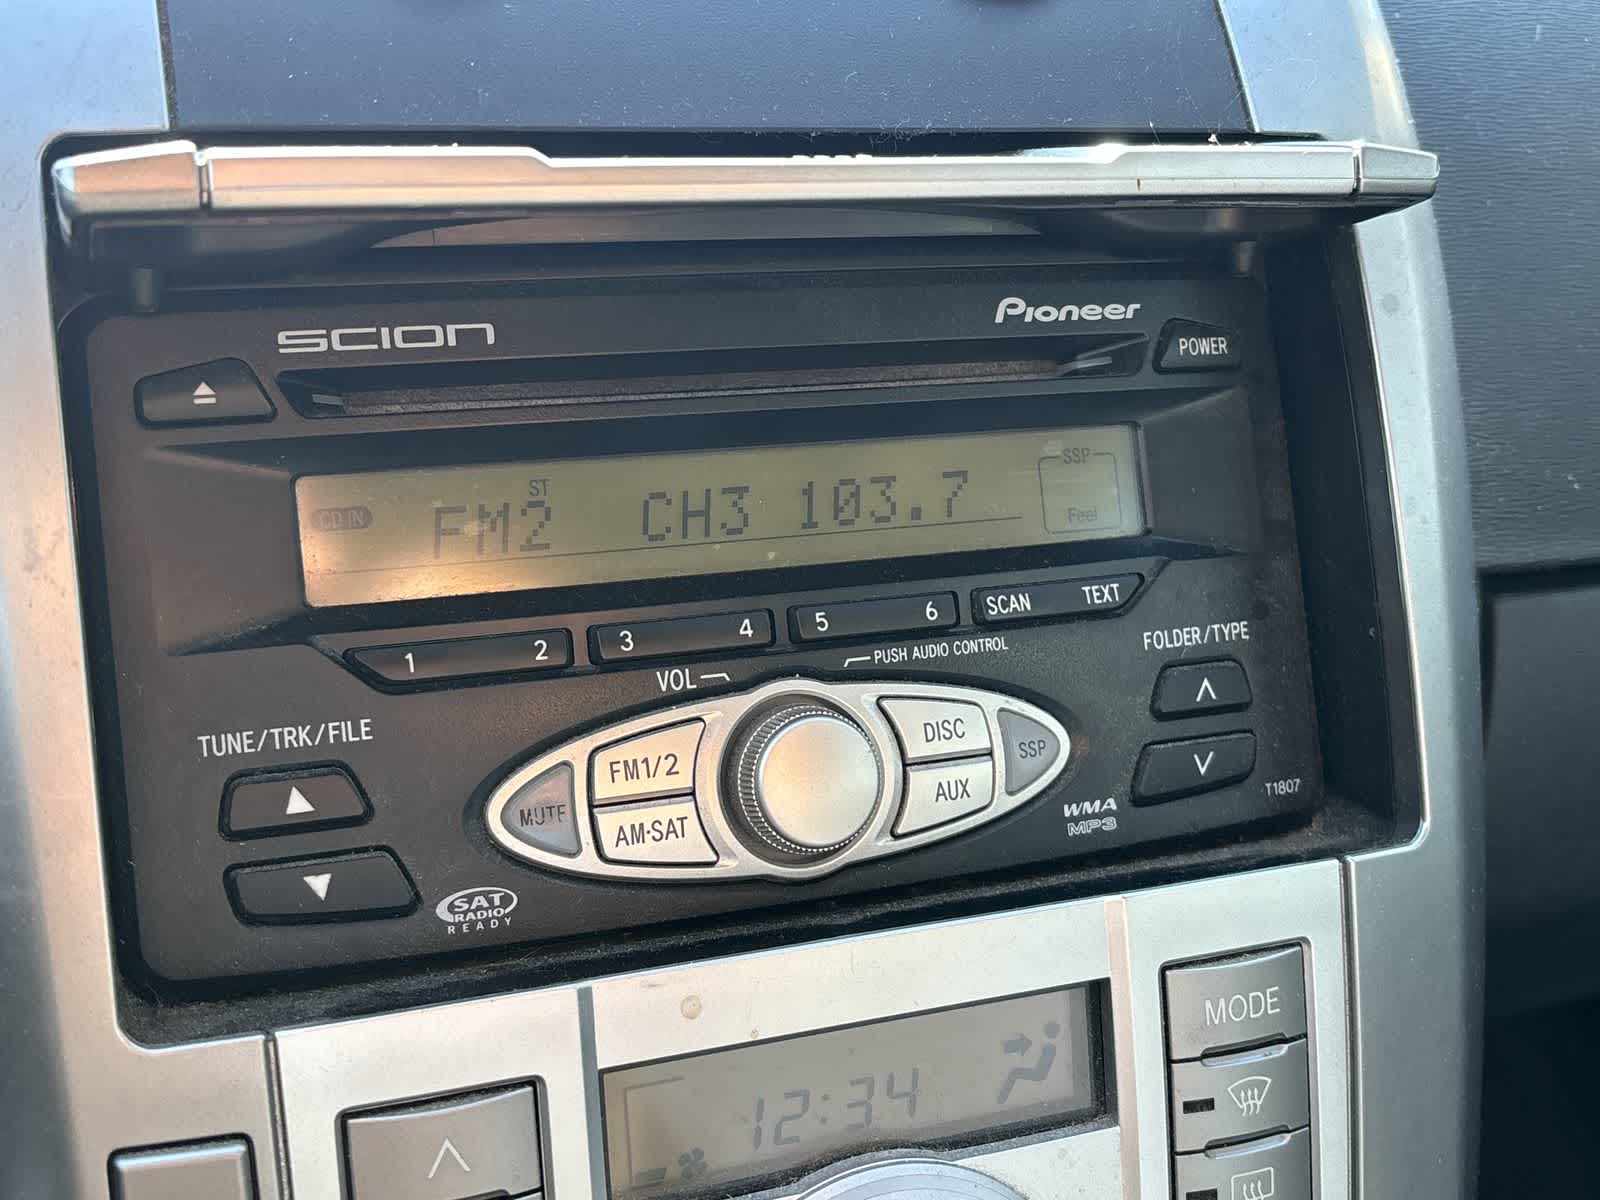 SCION
Pioneer
POWER
CD IN
ST
FM2 CH3 103.7
SSP
Feel
1 2 3 4 5 6 SCAN TEXT
VOL
PUSH AUDIO CONTROL
FOLDER/TYPE
TUNE/TRK/FILE
MUTE
FM1/2
AM·SAT
DISC
AUX
SSP
WMA
MP3
T1807
SAT
RADIO
READY
12:34
MODE